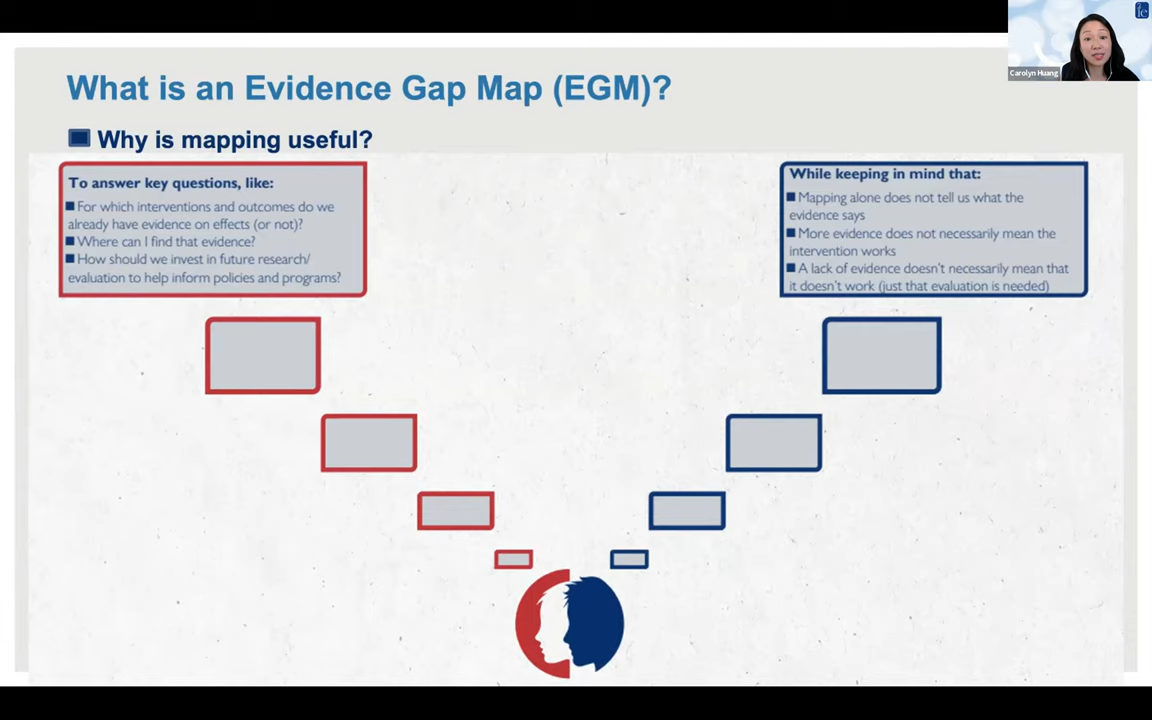 Carolyn Huang
What is an Evidence Gap Map (EGM)?
Why is mapping useful?
To answer key questions, like:
For which interventions and outcomes do we
already have evidence on effects (or not)?
Where can I find that evidence?
How should we invest in future research/
evaluation to help inform policies and programs?
While keeping in mind that:
Mapping alone does not tell us what the
evidence says
More evidence does not necessarily mean the
intervention works
A lack of evidence doesn't necessarily mean that
it doesn't work (just that evaluation is needed)